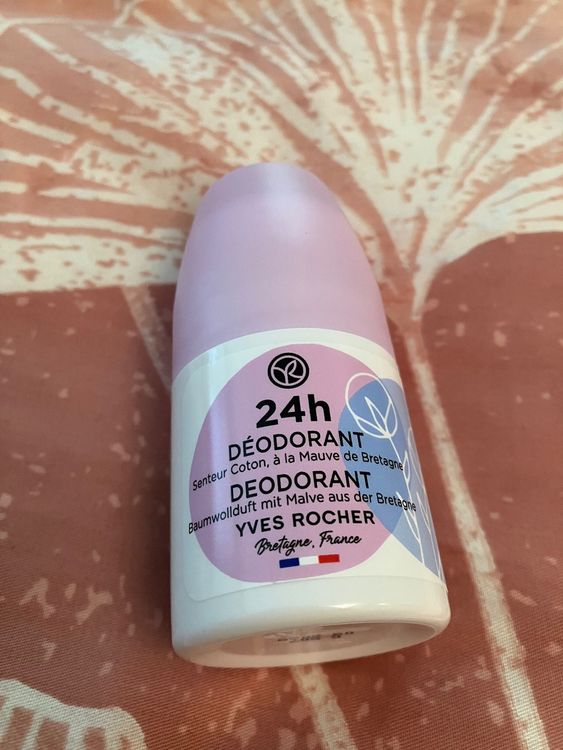 24h
DÉODORANT
Senteur Coton, à la Mauve de Bretagne
DEODORANT
Baumwollduft mit Malve aus der Bretagne
YVES ROCHER
Bretagne, France